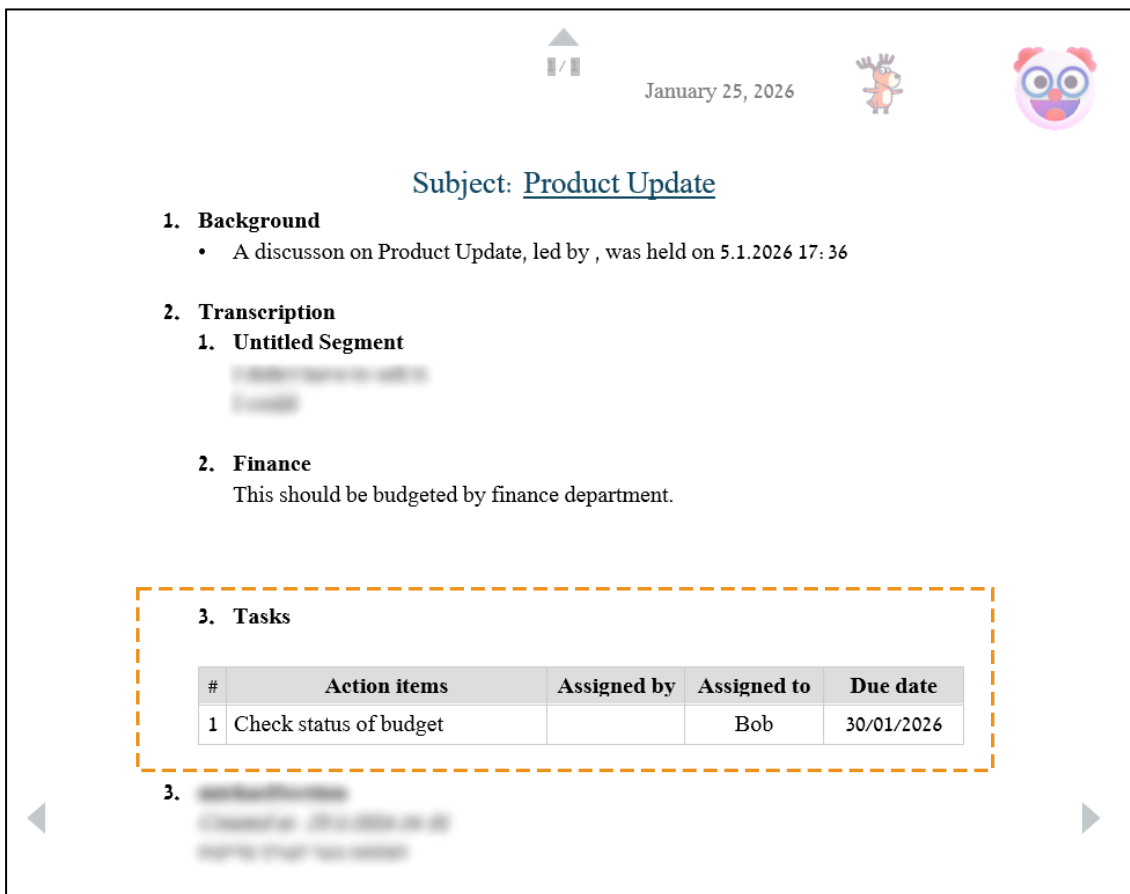 1 / 1
January 25, 2026
Subject: Product Update
1. Background
• A discusson on Product Update, led by , was held on 5.1.2026 17:36
2. Transcription
1. Untitled Segment
2. Finance
This should be budgeted by finance department.
3. Tasks
# Action items Assigned by Assigned to Due date
1 Check status of budget Bob 30/01/2026
3.